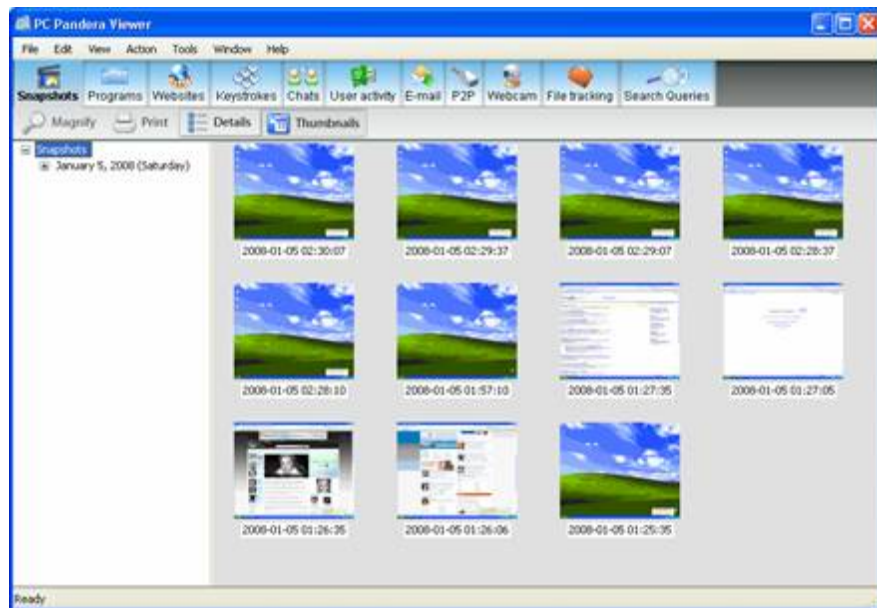 PC Pandora Viewer
File Edit View Action Tools Window Help
Snapshots Programs Websites Keystrokes Chats User activity E-mail P2P Webcam File tracking Search Queries
Magnify Print Details Thumbnails
Snapshots
January 5, 2008 (Saturday)
2008-01-05 02:30:07 2008-01-05 02:29:37 2008-01-05 02:29:07 2008-01-05 02:28:37
2008-01-05 02:28:10 2008-01-05 01:57:10 2008-01-05 01:27:35 2008-01-05 01:27:05
2008-01-05 01:26:35 2008-01-05 01:26:06 2008-01-05 01:25:35
Ready